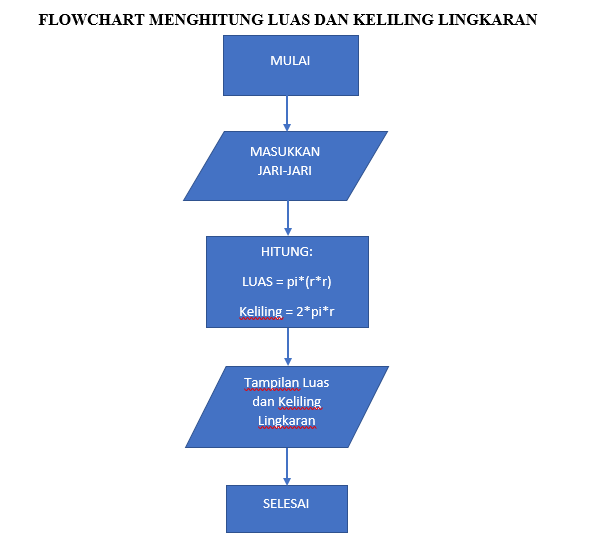 FLOWCHART MENGHITUNG LUAS DAN KELILING LINGKARAN
MULAI
MASUKKAN
JARI-JARI
HITUNG:
LUAS = pi*(r*r)
Keliling = 2*pi*r
Tampilan Luas
dan Keliling
Lingkaran
SELESAI